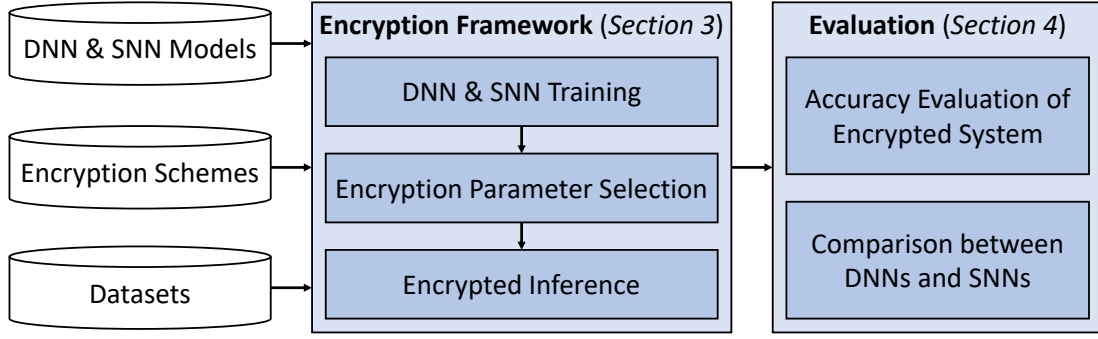 DNN & SNN Models
Encryption Schemes
Datasets
Encryption Framework (Section 3)
DNN & SNN Training
Encryption Parameter Selection
Encrypted Inference
Evaluation (Section 4)
Accuracy Evaluation of
Encrypted System
Comparison between
DNNs and SNNs